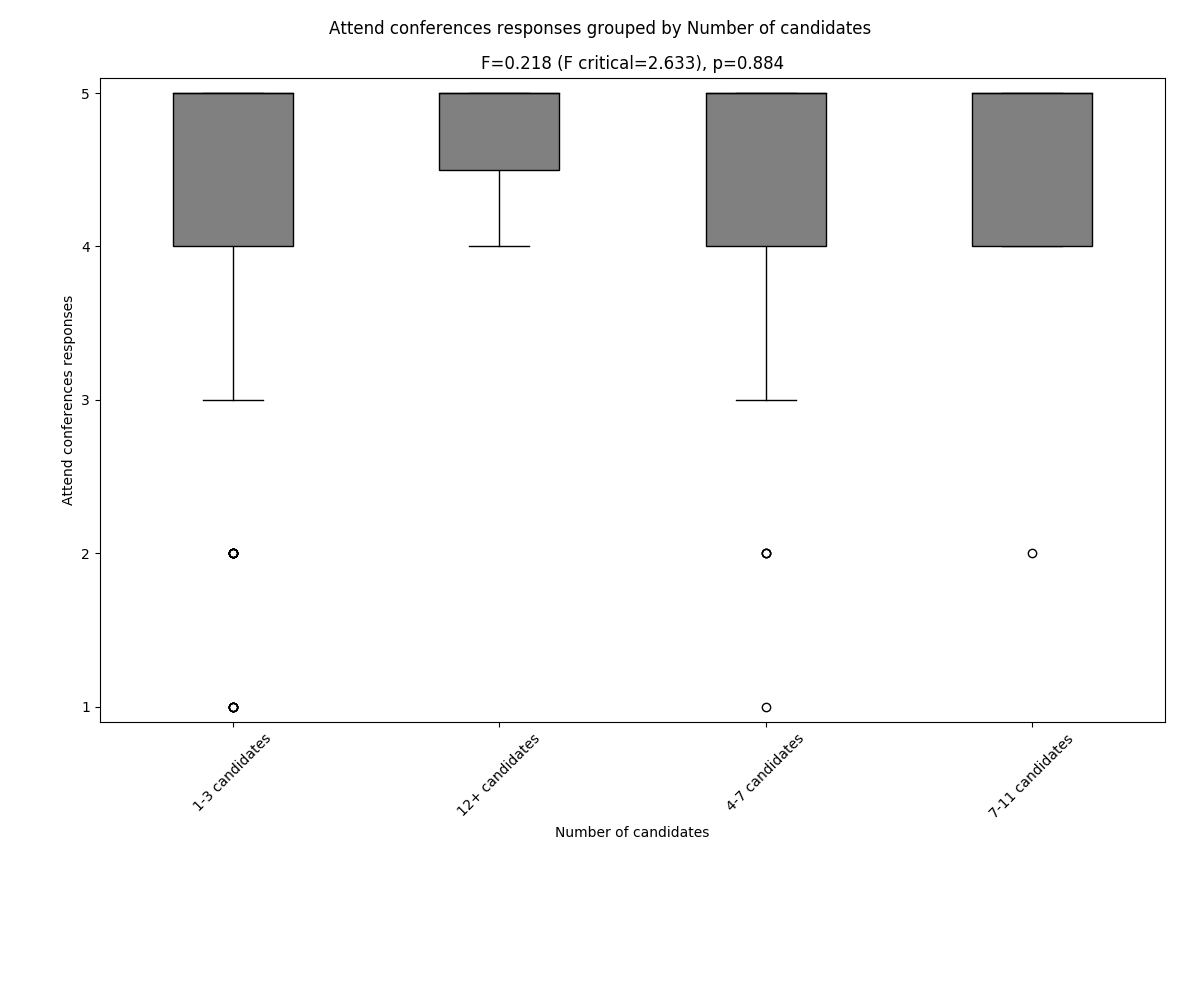 Attend conferences responses grouped by Number of candidates
F=0.218 (F critical=2.633), p=0.884
5
4
3
2
1
Attend conferences responses
1-3 candidates
12+ candidates
4-7 candidates
7-11 candidates
Number of candidates